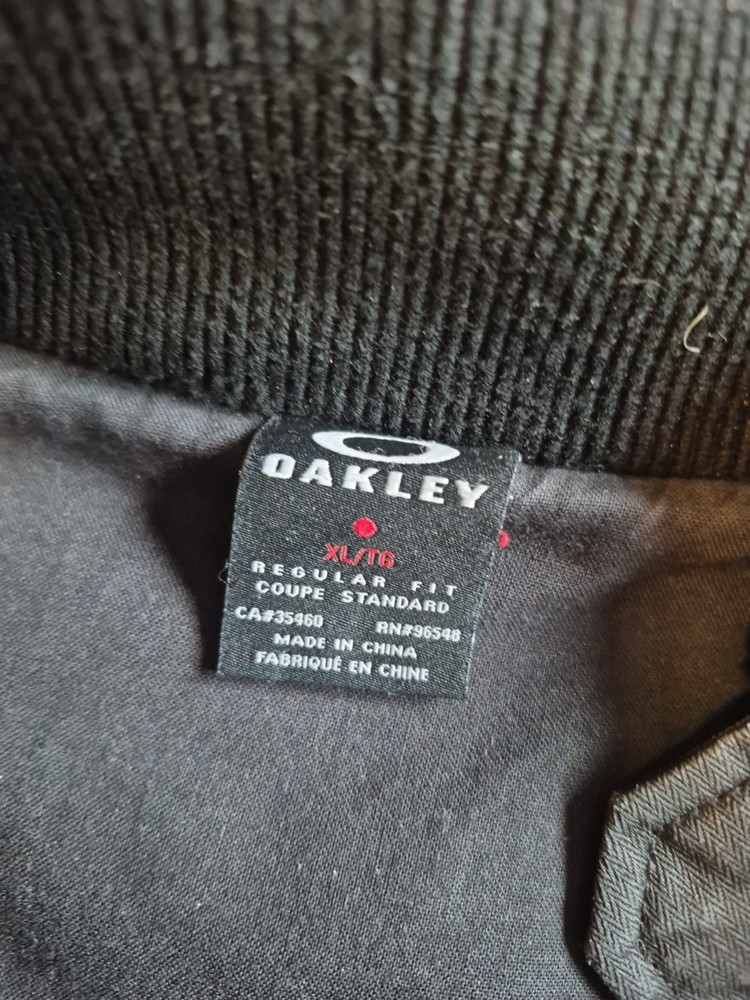 OAKLEY
XL/TG
REGULAR FIT
COUPE STANDARD
CA#35460 RN#96548
MADE IN CHINA
FABRIQUÉ EN CHINE